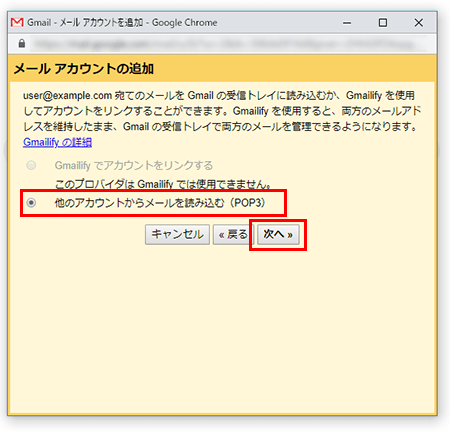 Gmail - メール アカウントを追加 - Google Chrome
メール アカウントの追加
user@example.com 宛てのメールを Gmail の受信トレイに読み込むか、Gmailify を使用
してアカウントをリンクすることができます。Gmailify を使用すると、両方のメールアド
レスを維持したまま、Gmail の受信トレイで両方のメールを管理できるようになります。
Gmailify の詳細
Gmailify でアカウントをリンクする
このプロバイダは Gmailify では使用できません。
他のアカウントからメールを読み込む（POP3）
キャンセル « 戻る 次へ »